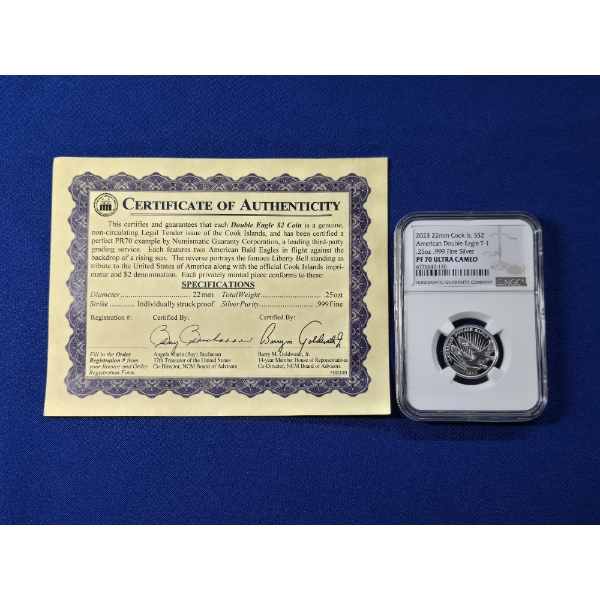 CERTIFICATE OF AUTHENTICITY
This certifies and guarantees that each Double Eagle $2 Coin is a genuine,
non-circulating Legal Tender issue of the Cook Islands, and has been certified a
perfect PR70 example by Numismatic Guaranty Corporation, a leading third-party
grading service. Each features two American Bald Eagles in flight against the
backdrop of a rising sun. The reverse portrays the famous Liberty Bell standing as
tribute to the United States of America along with the official Cook Islands impri-
matur and $2 denomination. Each privately minted piece conforms to these:
SPECIFICATIONS
Diameter ............ 22mm Total Weight ............ .25ozt
Strike ....... Individually struck proof Silver Purity ............ .999 Fine
Registration #: Certified By: Certified By:
Fill in the Order
Registration # from
your Invoice and Order
Registration Form.
Angela Marie (Bay) Buchanan
37th Treasurer of the United States
Co-Director, NCM Board of Advisors
Barry M. Goldwater, Jr.
14-year Member House of Representatives
Co-Director, NCM Board of Advisors
700339
2023 22mm Cook Is. S$2
American Double Eagle T-1
.25oz .999 Fine Silver
PF 70 ULTRA CAMEO
6776647-130
NUMISMATIC GUARANTY COMPANY
NGC